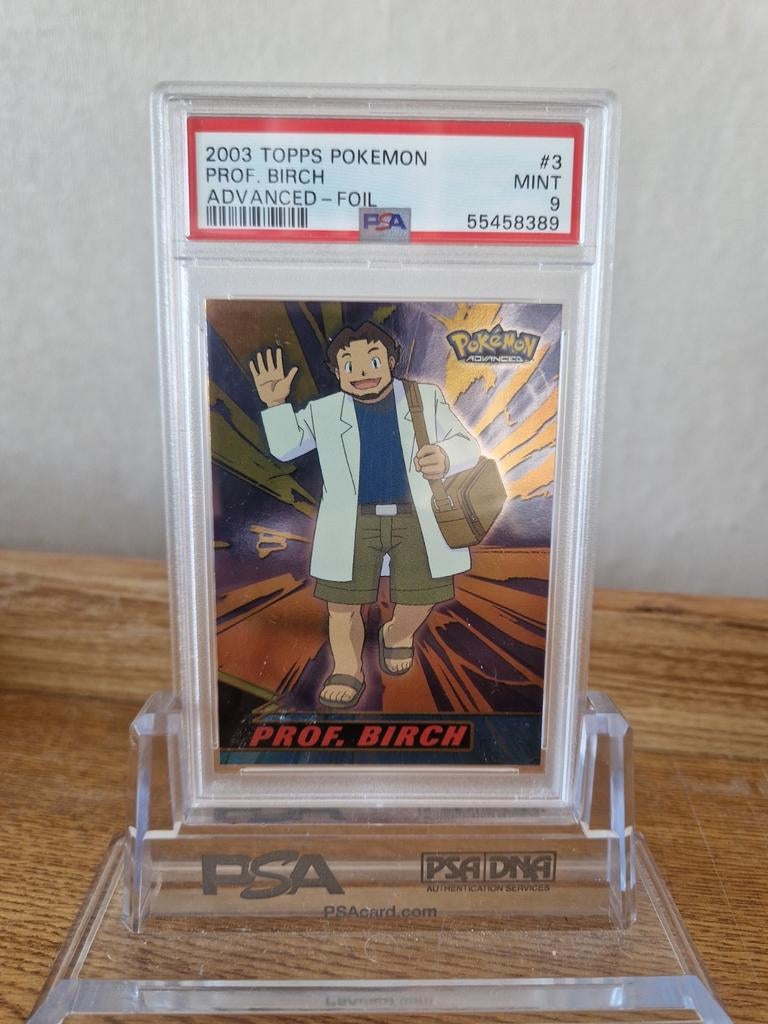 2003 TOPPS POKEMON #3
PROF. BIRCH MINT
ADVANCED - FOIL 9
PSA 55458389
POKéMON
ADVANCED
PROF. BIRCH
PSA PSA DNA
AUTHENTICATION SERVICES
PSAcard.com